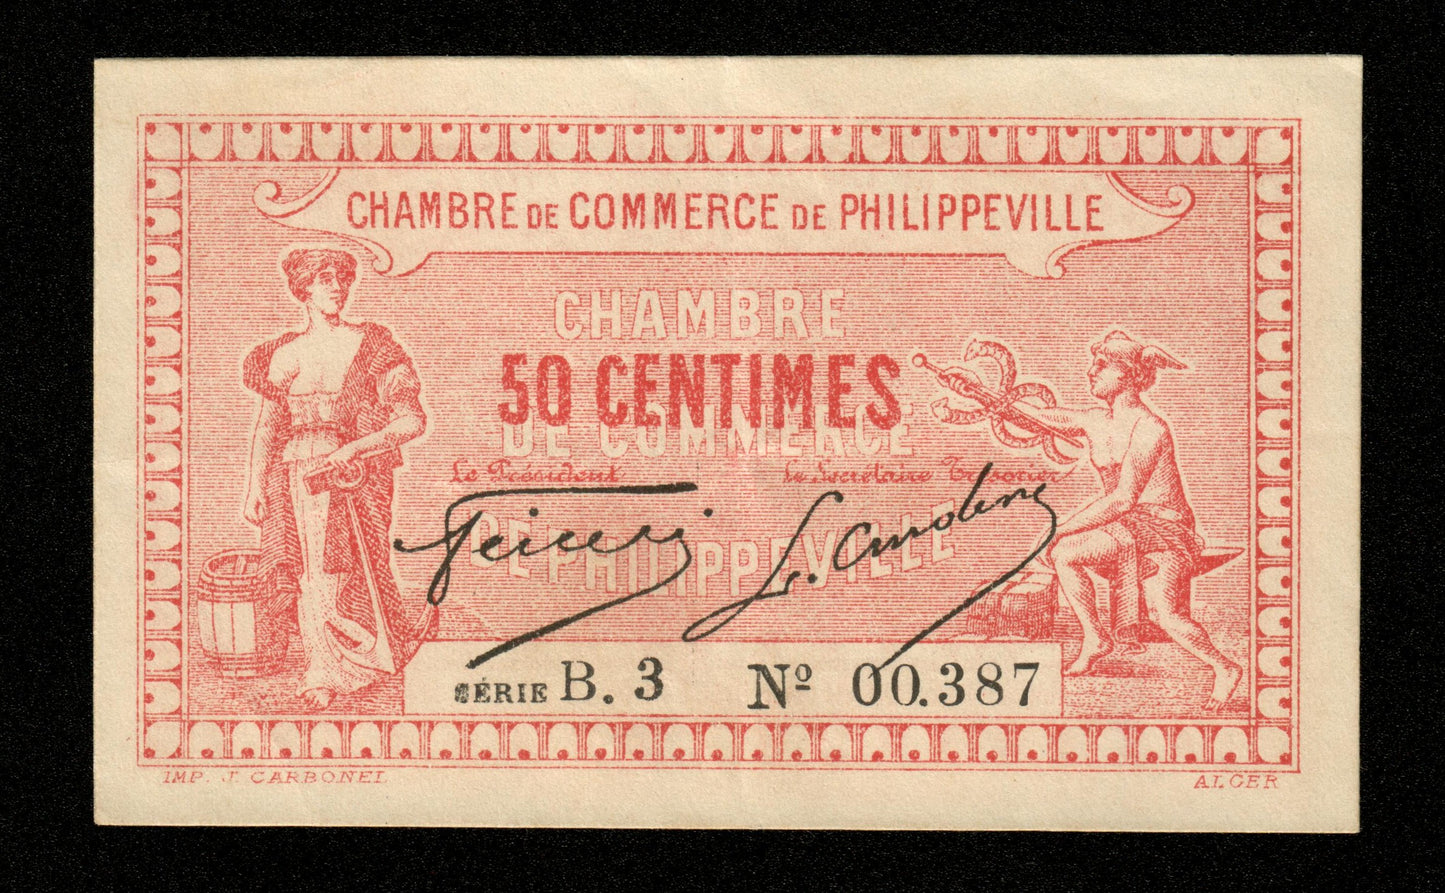 CHAMBRE DE COMMERCE DE PHILIPPEVILLE
CHAMBRE
50 CENTIMES
DE COMMERCE
Le Président Le Secrétaire Trésorier
DE PHILIPPEVILLE
SÉRIE B. 3 Nº 00.387
IMP. J. CARBONEL ALGER